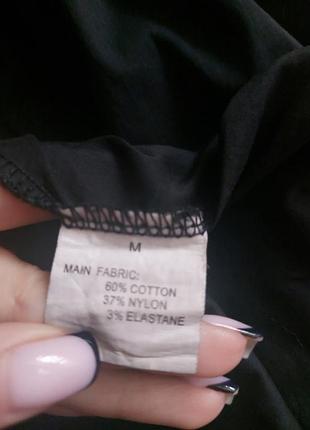 M
MAIN FABRIC:
60% COTTON
37% NYLON
3% ELASTANE